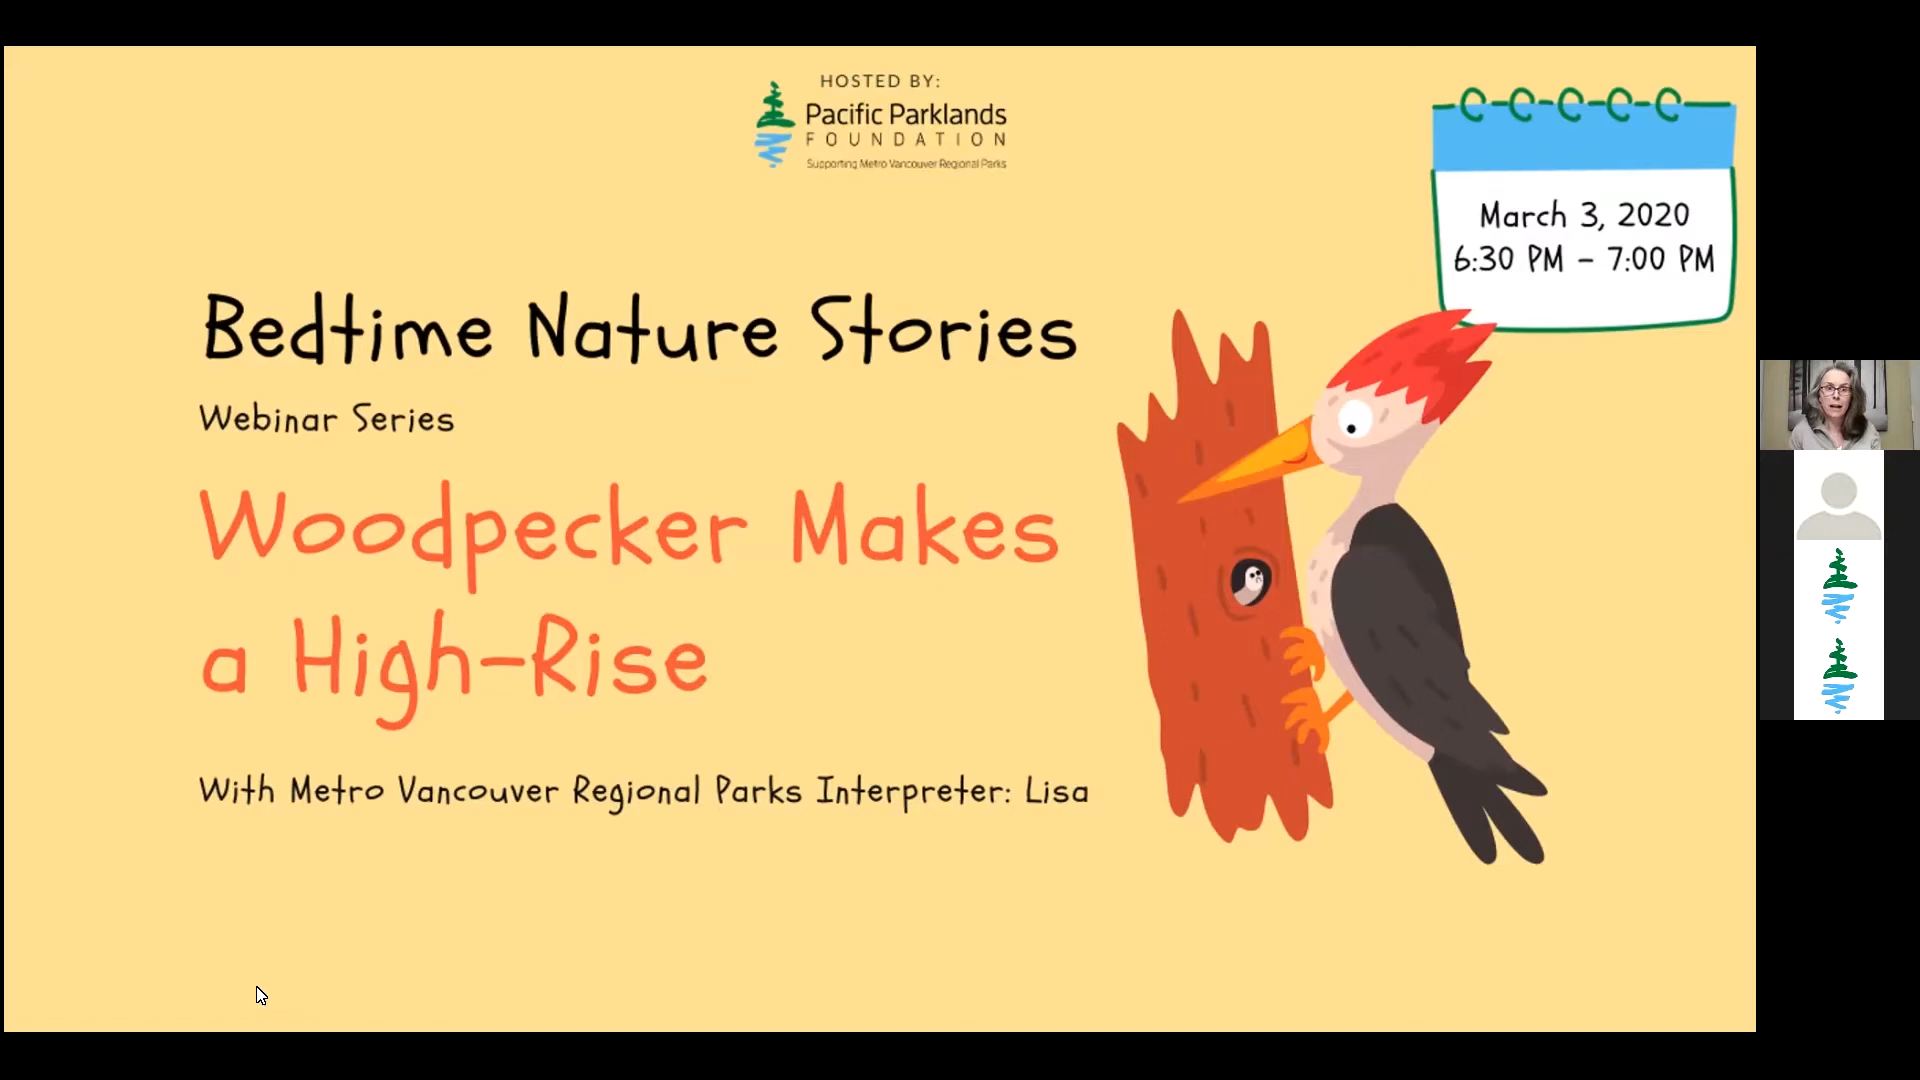 HOSTED BY:
Pacific Parklands
FOUNDATION
Supporting Metro Vancouver Regional Parks
March 3, 2020
6:30 PM – 7:00 PM
Bedtime Nature Stories
Webinar Series
Woodpecker Makes
a High-Rise
With Metro Vancouver Regional Parks Interpreter: Lisa